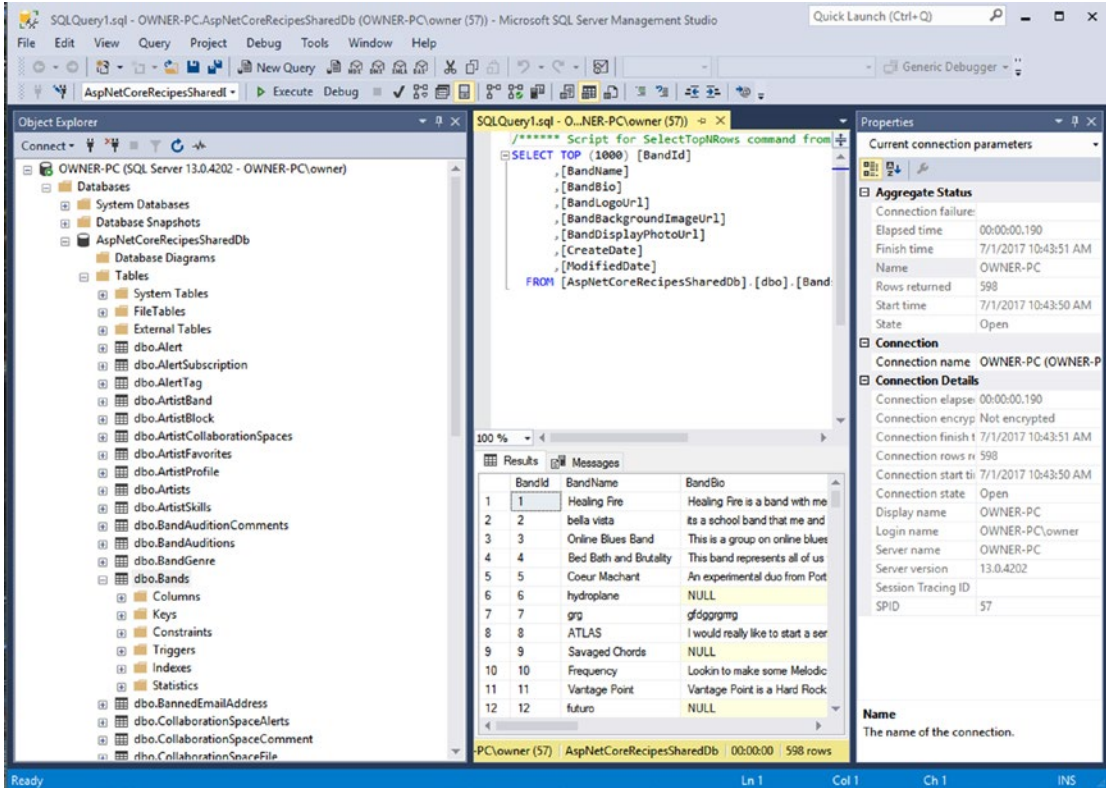 SQLQuery1.sql - OWNER-PC.AspNetCoreRecipesSharedDb (OWNER-PC\owner (57)) - Microsoft SQL Server Management Studio
Quick Launch (Ctrl+Q)
File Edit View Query Project Debug Tools Window Help
New Query
Generic Debugger
AspNetCoreRecipesSharedI
Execute Debug
Object Explorer
Connect
OWNER-PC (SQL Server 13.0.4202 - OWNER-PC\owner)
Databases
System Databases
Database Snapshots
AspNetCoreRecipesSharedDb
Database Diagrams
Tables
System Tables
FileTables
External Tables
dbo.Alert
dbo.AlertSubscription
dbo.AlertTag
dbo.ArtistBand
dbo.ArtistBlock
dbo.ArtistCollaborationSpaces
dbo.ArtistFavorites
dbo.ArtistProfile
dbo.Artists
dbo.ArtistSkills
dbo.BandAuditionComments
dbo.BandAuditions
dbo.BandGenre
dbo.Bands
Columns
Keys
Constraints
Triggers
Indexes
Statistics
dbo.BannedEmailAddress
dbo.CollaborationSpaceAlerts
dbo.CollaborationSpaceComment
dbo.CollaborationSpaceFile
SQLQuery1.sql - O...NER-PC\owner (57))
/****** Script for SelectTopNRows command from
SELECT TOP (1000) [BandId]
,[BandName]
,[BandBio]
,[BandLogoUrl]
,[BandBackgroundImageUrl]
,[BandDisplayPhotoUrl]
,[CreateDate]
,[ModifiedDate]
FROM [AspNetCoreRecipesSharedDb].[dbo].[Bands
100 %
Results Messages
BandId BandName BandBio
1 1 Healing Fire Healing Fire is a band with me
2 2 bella vista its a school band that me and
3 3 Online Blues Band This is a group on online blues
4 4 Bed Bath and Brutality This band represents all of us
5 5 Coeur Machant An experimental duo from Port
6 6 hydroplane NULL
7 7 grg
8 8 ATLAS I would really like to start a ser
9 9 Savaged Chords NULL
10 10 Frequency Lookin to make some Melodic
11 11 Vantage Point Vantage Point is a Hard Rock
12 12 futuro NULL
-PC\owner (57) AspNetCoreRecipesSharedDb 00:00:00 598 rows
Properties
Current connection parameters
Aggregate Status
Connection failure:
Elapsed time 00:00:00.190
Finish time 7/1/2017 10:43:51 AM
Name OWNER-PC
Rows returned 598
Start time 7/1/2017 10:43:50 AM
State Open
Connection
Connection name OWNER-PC (OWNER-P
Connection Details
Connection elapse 00:00:00.190
Connection encryp Not encrypted
Connection finish t 7/1/2017 10:43:51 AM
Connection rows re 598
Connection start ti 7/1/2017 10:43:50 AM
Connection state Open
Display name OWNER-PC
Login name OWNER-PC\owner
Server name OWNER-PC
Server version 13.0.4202
Session Tracing ID
SPID 57
Name
The name of the connection.
Ready Ln 1 Col 1 Ch 1 INS